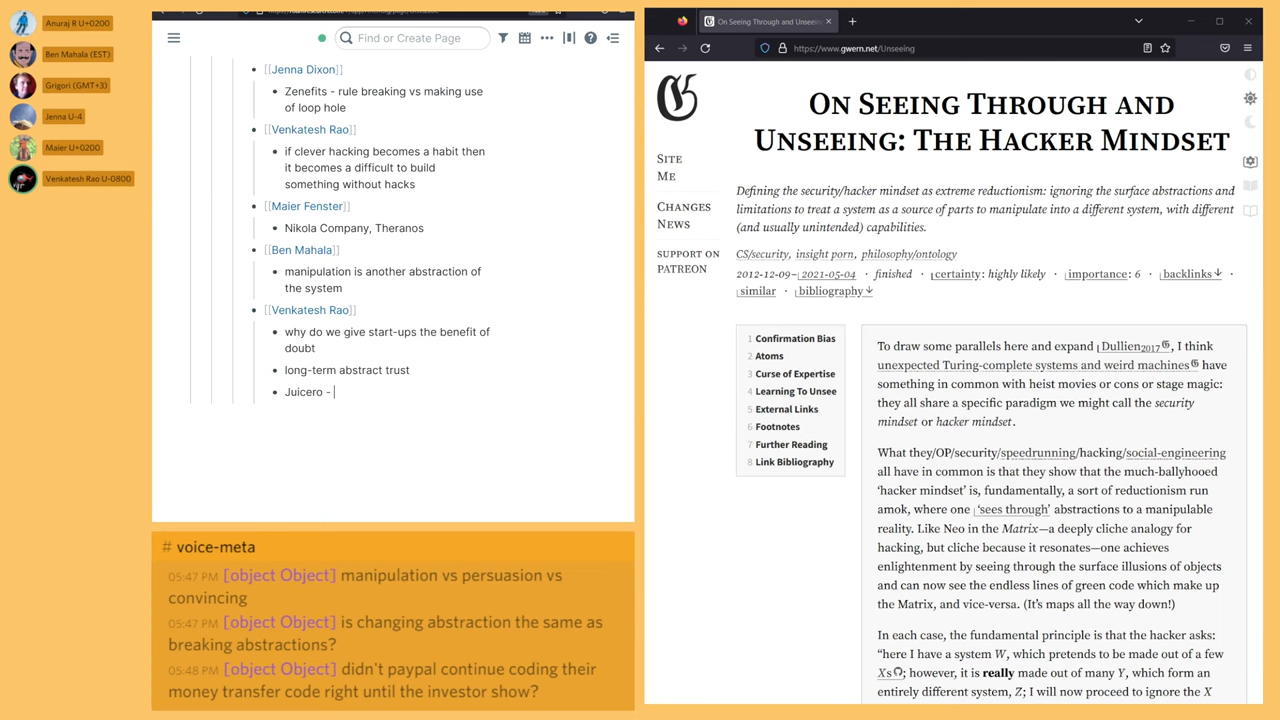 Anuraj R U+0200
Ben Mahala (EST)
Grigori (GMT+3)
Jenna U-4
Maier U+0200
Venkatesh Rao U-0800
Find or Create Page
[[Jenna Dixon]]
Zenefits - rule breaking vs making use
of loop hole
[[Venkatesh Rao]]
if clever hacking becomes a habit then
it becomes a difficult to build
something without hacks
[[Maier Fenster]]
Nikola Company, Theranos
[[Ben Mahala]]
manipulation is another abstraction of
the system
[[Venkatesh Rao]]
why do we give start-ups the benefit of
doubt
long-term abstract trust
Juicero -
# voice-meta
05:47 PM [object Object] manipulation vs persuasion vs
convincing
05:47 PM [object Object] is changing abstraction the same as
breaking abstractions?
05:48 PM [object Object] didn't paypal continue coding their
money transfer code right until the investor show?
On Seeing Through and Unseeing
https://www.gwern.net/Unseeing
SITE
ME
CHANGES
NEWS
SUPPORT ON
PATREON
ON SEEING THROUGH AND
UNSEEING: THE HACKER MINDSET
Defining the security/hacker mindset as extreme reductionism: ignoring the surface abstractions and
limitations to treat a system as a source of parts to manipulate into a different system, with different
(and usually unintended) capabilities.
CS/security, insight porn, philosophy/ontology
2012-12-09–2021-05-04 · finished · certainty: highly likely · importance: 6 · backlinks ·
similar · bibliography
1 Confirmation Bias
2 Atoms
3 Curse of Expertise
4 Learning To Unsee
5 External Links
6 Footnotes
7 Further Reading
8 Link Bibliography
To draw some parallels here and expand Dullien2017, I think
unexpected Turing-complete systems and weird machines have
something in common with heist movies or cons or stage magic:
they all share a specific paradigm we might call the security
mindset or hacker mindset.
What they/OP/security/speedrunning/hacking/social-engineering
all have in common is that they show that the much-ballyhooed
‘hacker mindset’ is, fundamentally, a sort of reductionism run
amok, where one ‘sees through’ abstractions to a manipulable
reality. Like Neo in the Matrix—a deeply cliche analogy for
hacking, but cliche because it resonates—one achieves
enlightenment by seeing through the surface illusions of objects
and can now see the endless lines of green code which make up
the Matrix, and vice-versa. (It’s maps all the way down!)
In each case, the fundamental principle is that the hacker asks:
“here I have a system W, which pretends to be made out of a few
Xs; however, it is really made out of many Y, which form an
entirely different system, Z; I will now proceed to ignore the X